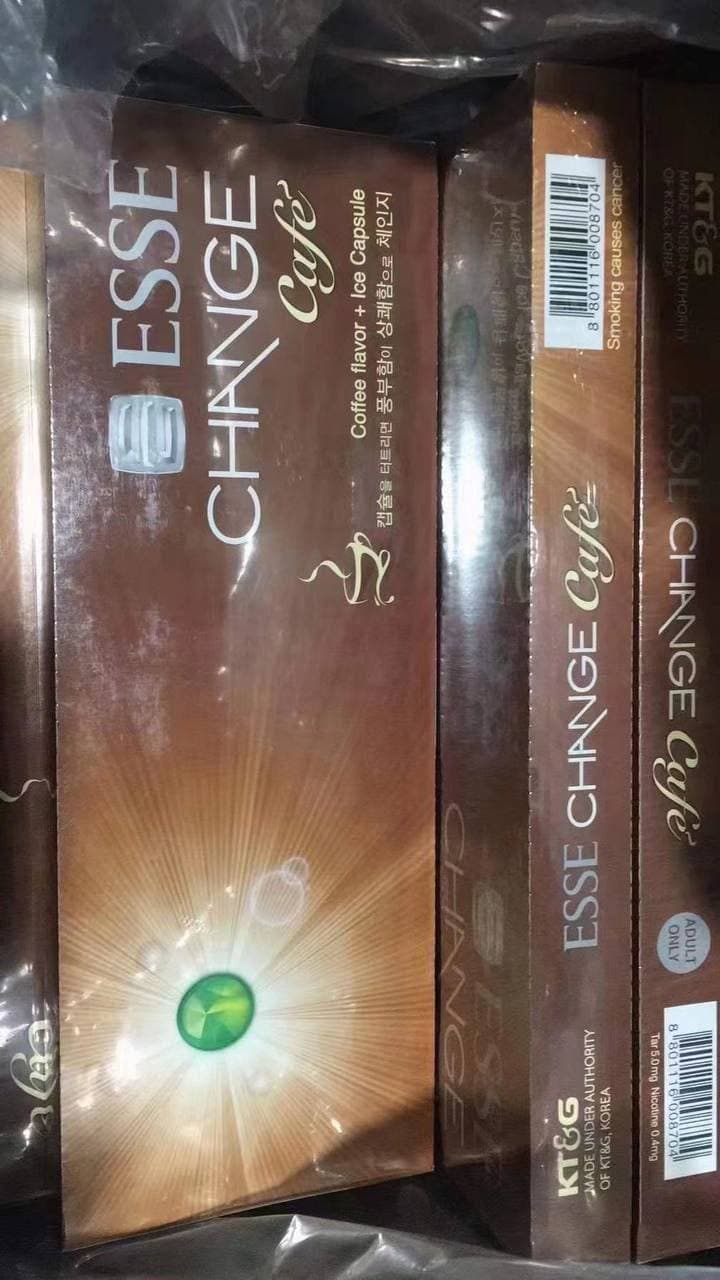 ESSE
CHANGE
Café
Coffee flavor + Ice Capsule
캡슐을 터트리면 풍부함이 상쾌함으로 체인지
CHANGE
ESSE
8 801116 008704
Smoking causes cancer
ESSE CHANGE Café
KT&G
MADE UNDER AUTHORITY
OF KT&G, KOREA
KT&G
MADE UNDER AUTHORITY
OF KT&G, KOREA
ESSE CHANGE Café
ADULT
ONLY
8 801116 008704
Tar 5.0mg Nicotine 0.4mg
Café